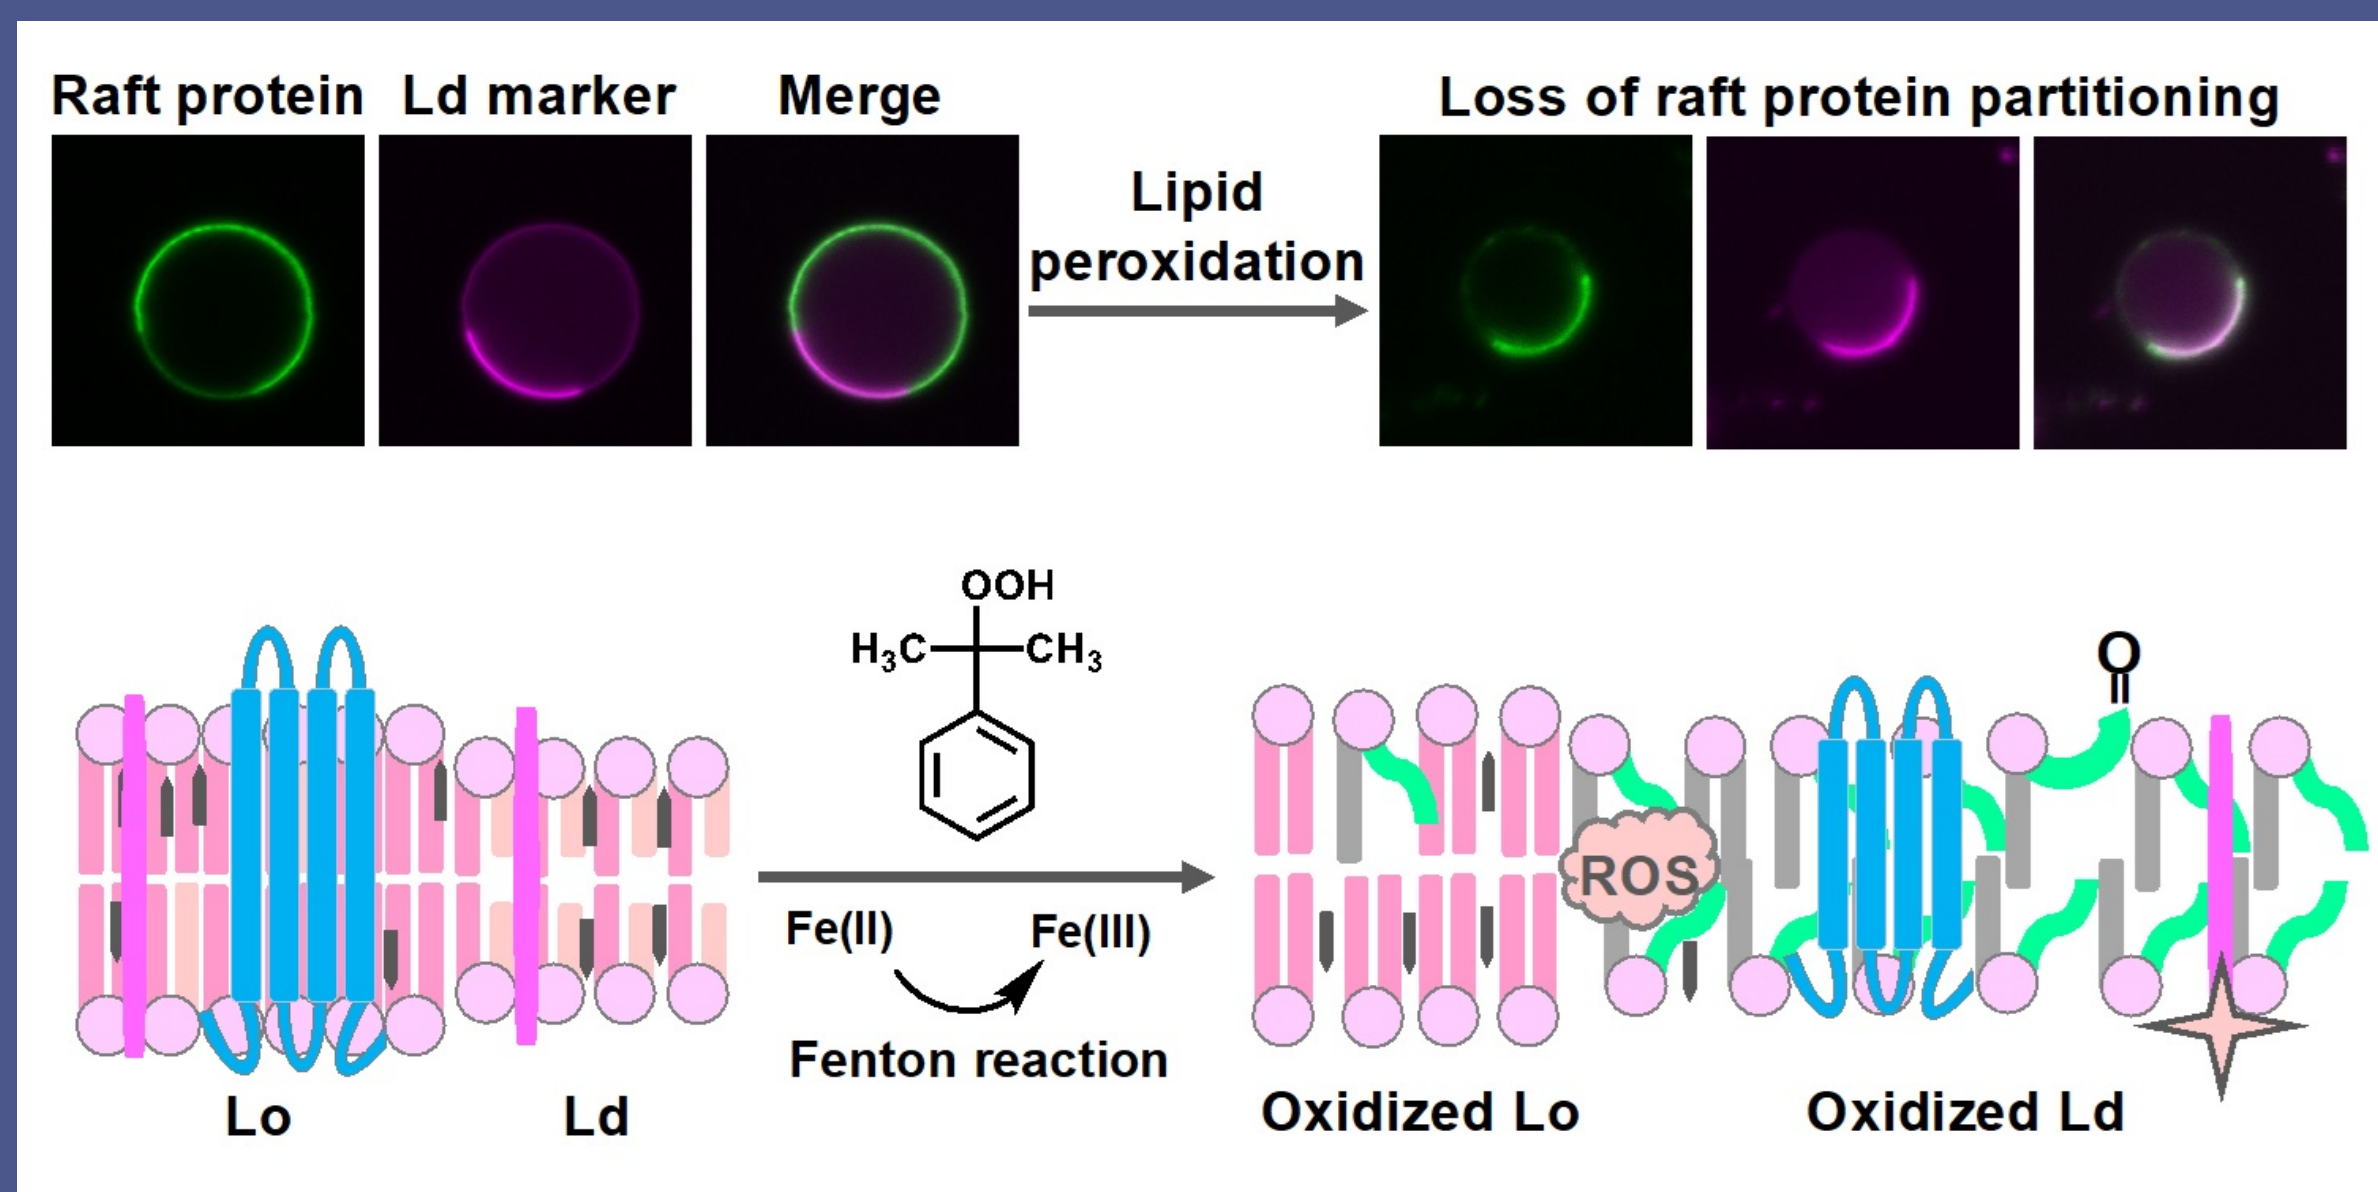 Raft protein
Ld marker
Merge
Loss of raft protein partitioning
Lipid
peroxidation
OOH
H₃C
CH₃
O
ROS
Fe(II)
Fe(III)
Fenton reaction
Lo
Ld
Oxidized Lo
Oxidized Ld